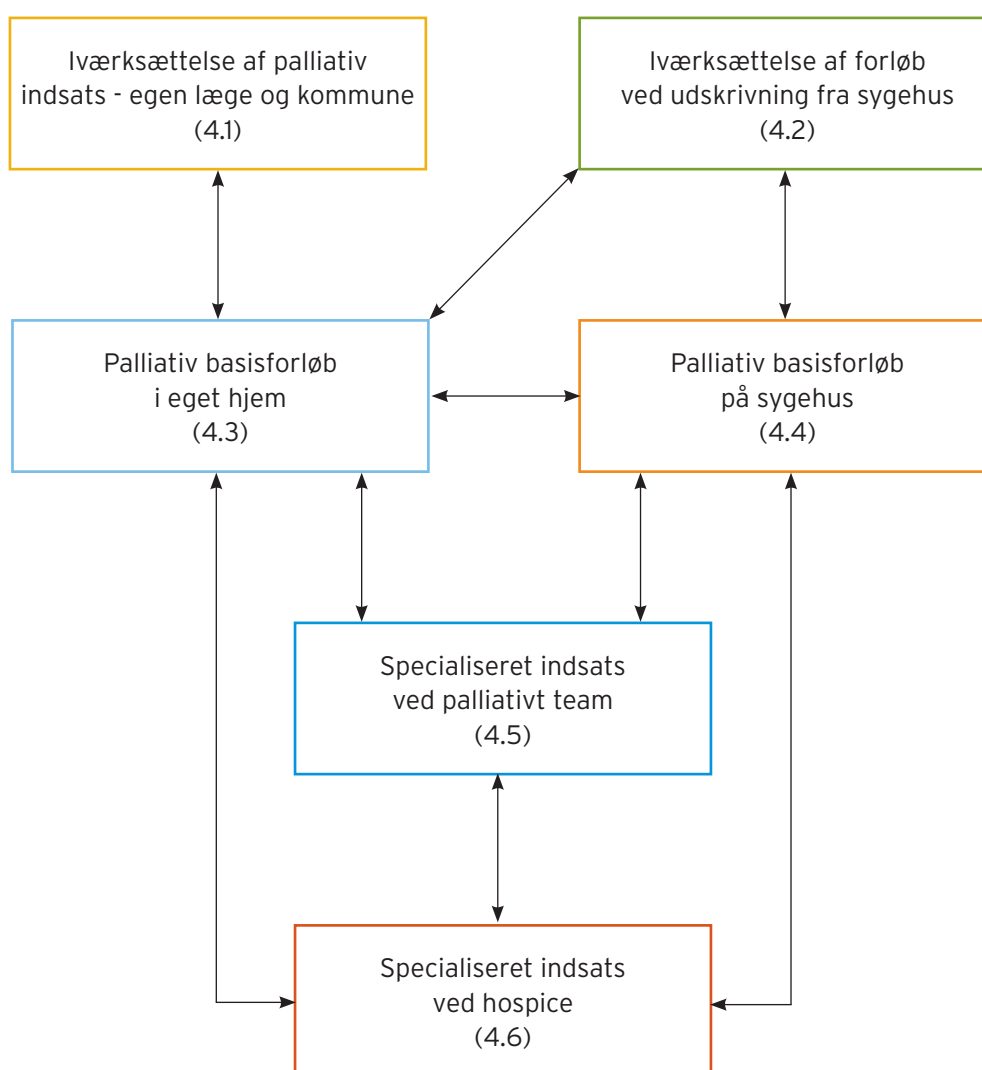 Iværksættelse af palliativ
indsats - egen læge og kommune
(4.1)
Iværksættelse af forløb
ved udskrivning fra sygehus
(4.2)
Palliativ basisforløb
i eget hjem
(4.3)
Palliativ basisforløb
på sygehus
(4.4)
Specialiseret indsats
ved palliativt team
(4.5)
Specialiseret indsats
ved hospice
(4.6)